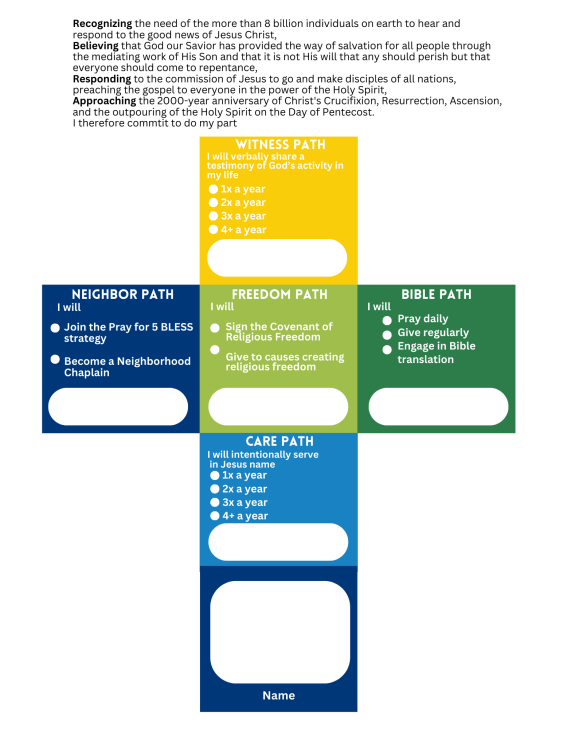 Recognizing the need of the more than 8 billion individuals on earth to hear and
respond to the good news of Jesus Christ,
Believing that God our Savior has provided the way of salvation for all people through
the mediating work of His Son and that it is not His will that any should perish but that
everyone should come to repentance,
Responding to the commission of Jesus to go and make disciples of all nations,
preaching the gospel to everyone in the power of the Holy Spirit,
Approaching the 2000-year anniversary of Christ's Crucifixion, Resurrection, Ascension,
and the outpouring of the Holy Spirit on the Day of Pentecost.
I therefore commtit to do my part
WITNESS PATH
I will verbally share a
testimony of God's activity in
my life
1x a year
2x a year
3x a year
4+ a year
NEIGHBOR PATH
I will
Join the Pray for 5 BLESS
strategy
Become a Neighborhood
Chaplain
FREEDOM PATH
I will
Sign the Covenant of
Religious Freedom
Give to causes creating
religious freedom
BIBLE PATH
I will
Pray daily
Give regularly
Engage in Bible
translation
CARE PATH
I will intentionally serve
in Jesus name
1x a year
2x a year
3x a year
4+ a year
Name